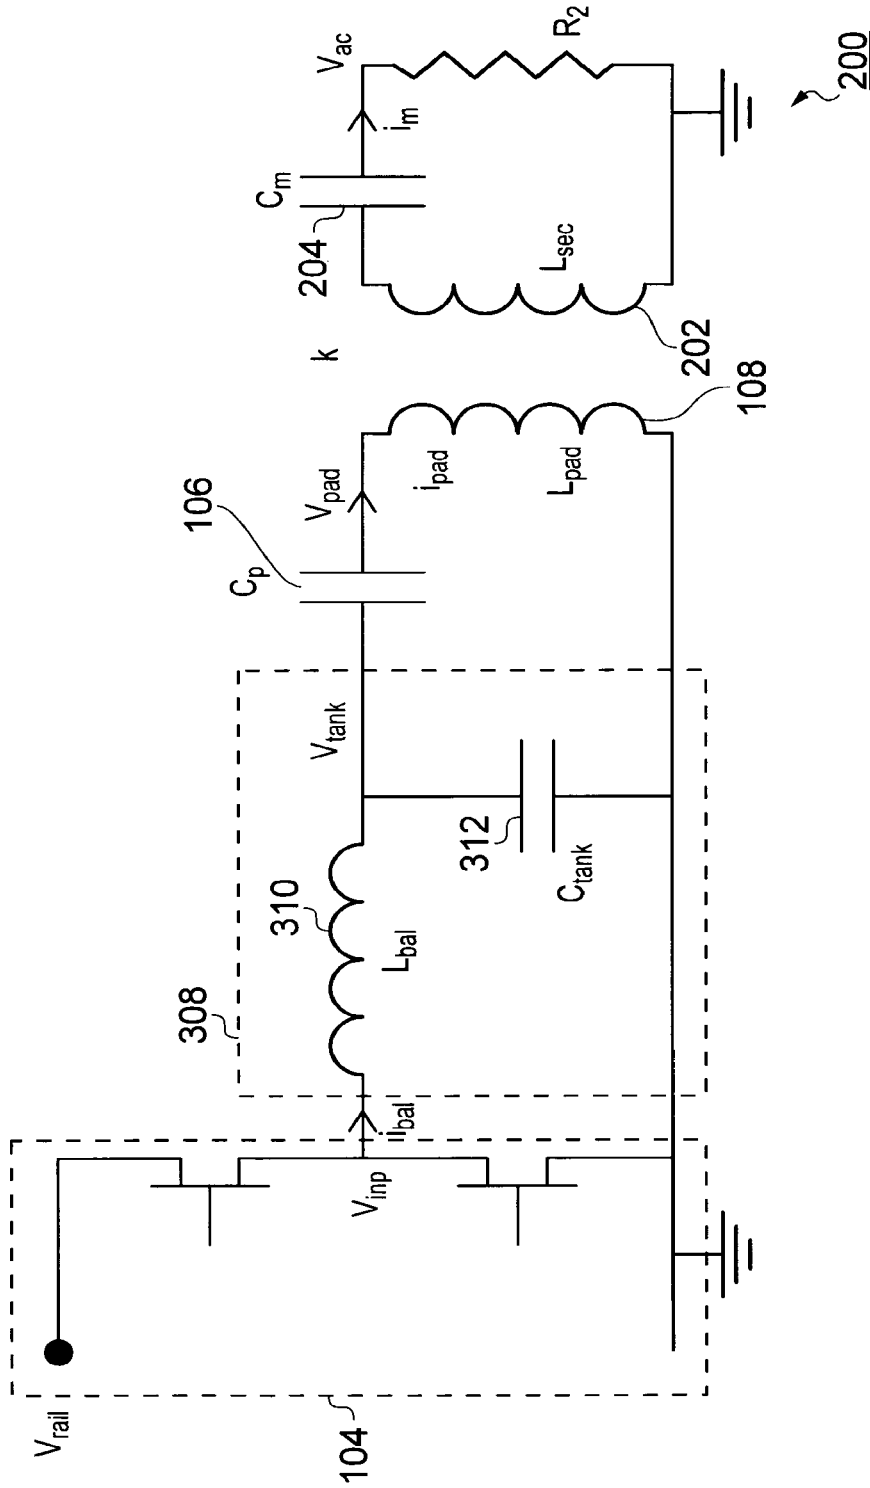 V_rail
104
V_inp
i_bal
308
310
L_bal
V_tank
312
C_tank
106
C_p
V_pad
i_pad
L_pad
108
k
202
L_sec
204
C_m
i_m
V_ac
R_2
200